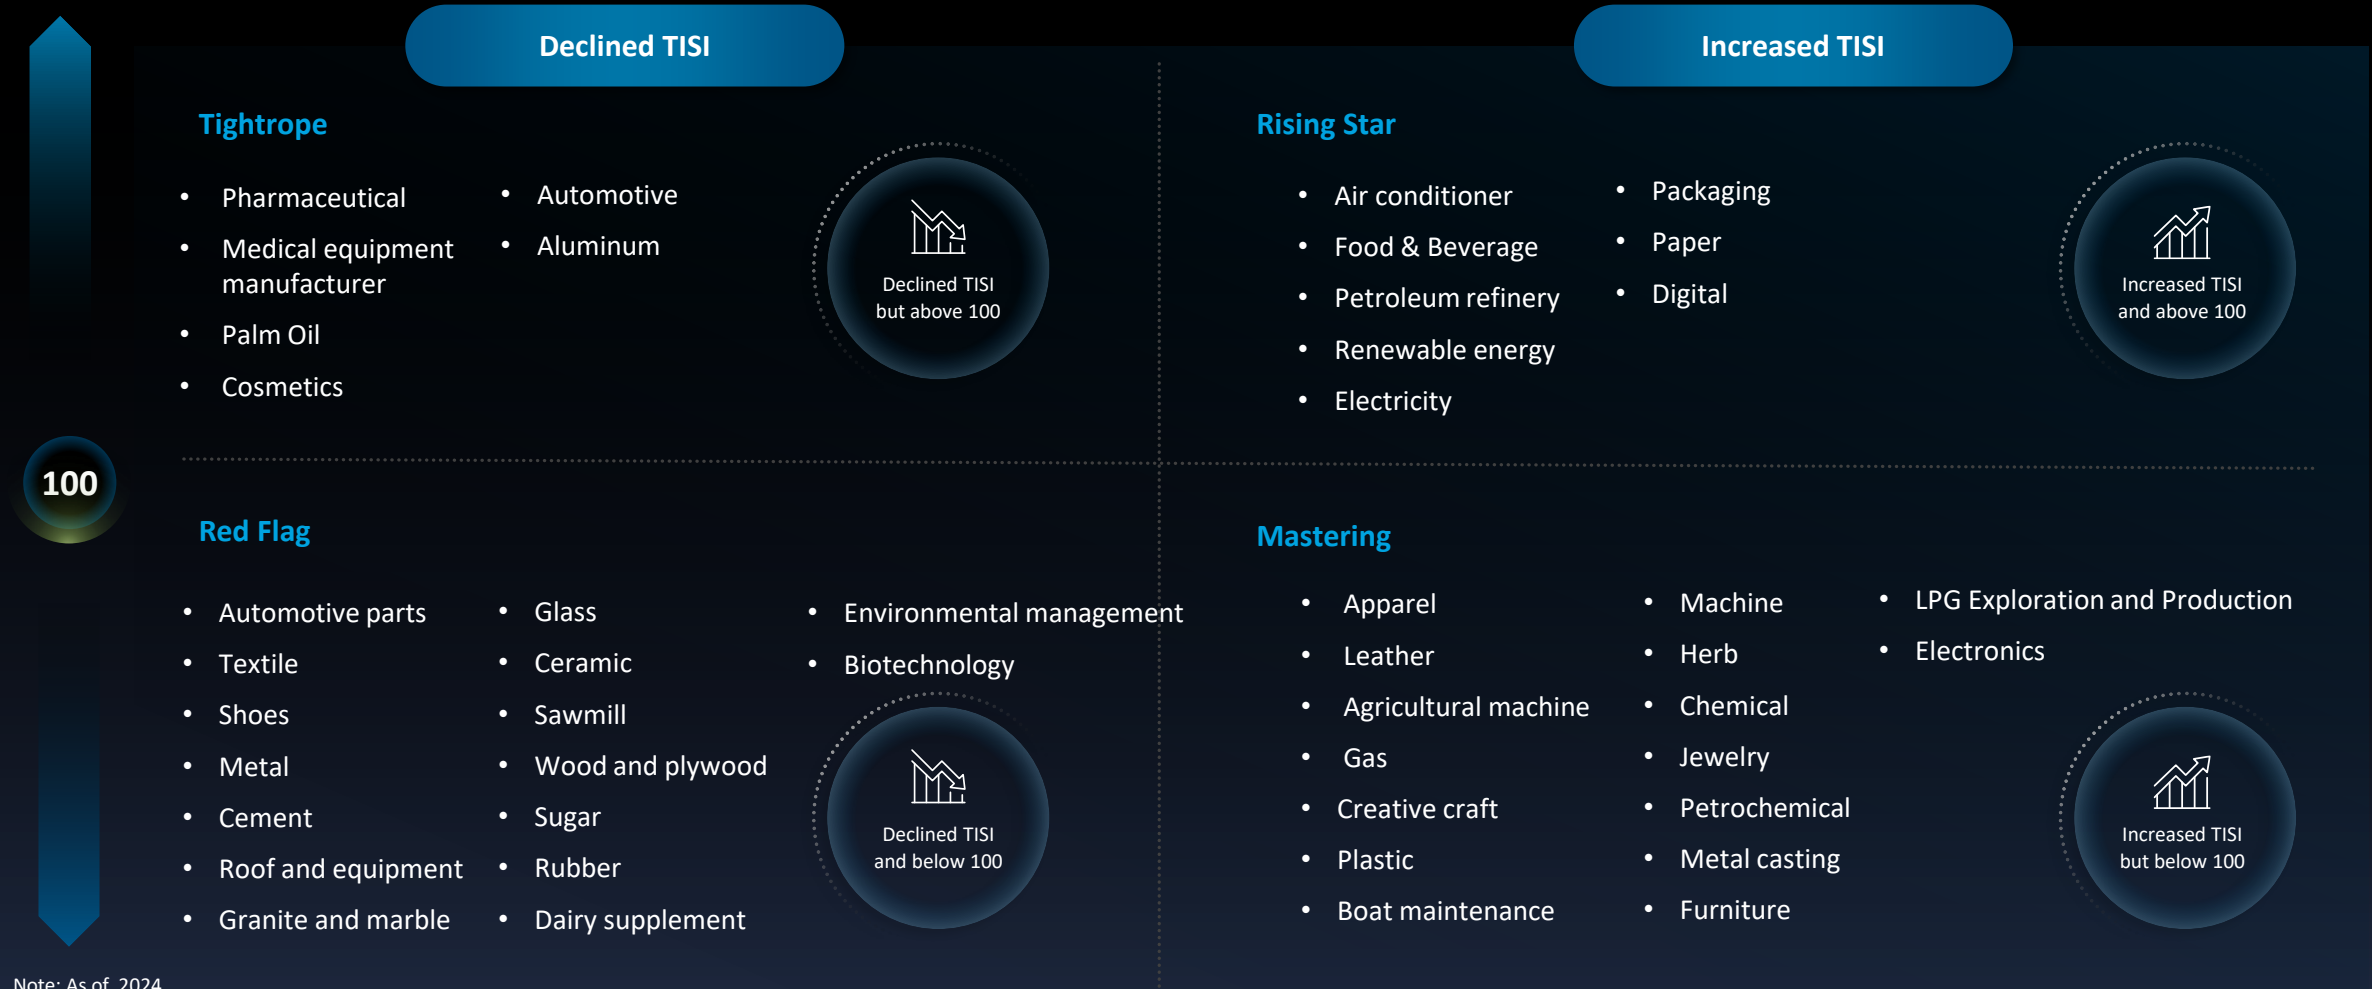 Declined TISI
Increased TISI
Tightrope
• Pharmaceutical
• Medical equipment
manufacturer
• Palm Oil
• Cosmetics
• Automotive
• Aluminum
Declined TISI
but above 100
Rising Star
• Air conditioner
• Food & Beverage
• Petroleum refinery
• Renewable energy
• Electricity
• Packaging
• Paper
• Digital
Increased TISI
and above 100
100
Red Flag
• Automotive parts
• Textile
• Shoes
• Metal
• Cement
• Roof and equipment
• Granite and marble
• Glass
• Ceramic
• Sawmill
• Wood and plywood
• Sugar
• Rubber
• Dairy supplement
• Environmental management
• Biotechnology
Declined TISI
and below 100
Mastering
• Apparel
• Leather
• Agricultural machine
• Gas
• Creative craft
• Plastic
• Boat maintenance
• Machine
• Herb
• Chemical
• Jewelry
• Petrochemical
• Metal casting
• Furniture
• LPG Exploration and Production
• Electronics
Increased TISI
but below 100
Note: As of 2024